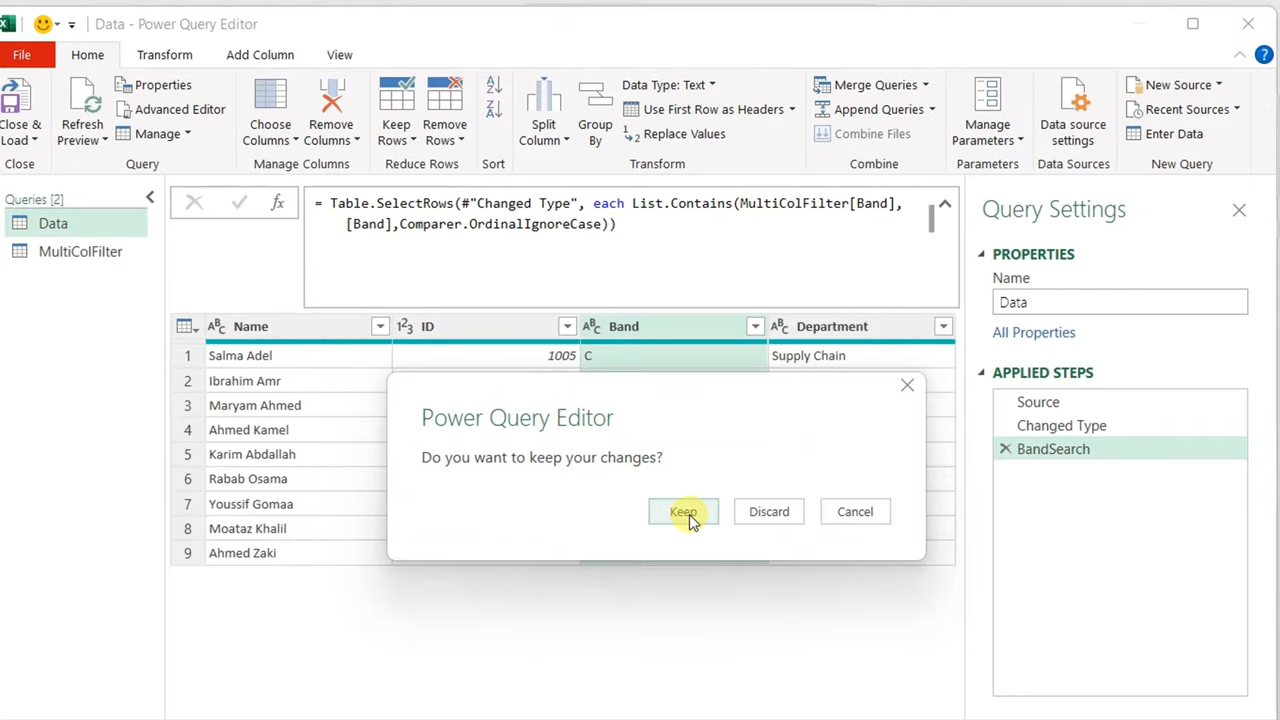 Data - Power Query Editor
File Home Transform Add Column View
Close & Load
Refresh Preview
Properties
Advanced Editor
Manage
Choose Columns
Remove Columns
Keep Rows
Remove Rows
Split Column
Group By
Data Type: Text
Use First Row as Headers
Replace Values
Merge Queries
Append Queries
Combine Files
Manage Parameters
Data source settings
New Source
Recent Sources
Enter Data
Close Query Manage Columns Reduce Rows Sort Transform Combine Parameters Data Sources New Query
Queries [2]
Data
MultiColFilter
fx
= Table.SelectRows(#"Changed Type", each List.Contains(MultiColFilter[Band],
[Band],Comparer.OrdinalIgnoreCase))
Name ID Band Department
1 Salma Adel 1005 C Supply Chain
2 Ibrahim Amr
3 Maryam Ahmed
4 Ahmed Kamel
5 Karim Abdallah
6 Rabab Osama
7 Youssif Gomaa
8 Moataz Khalil
9 Ahmed Zaki
Power Query Editor
Do you want to keep your changes?
Keep Discard Cancel
Query Settings
PROPERTIES
Name
Data
All Properties
APPLIED STEPS
Source
Changed Type
BandSearch